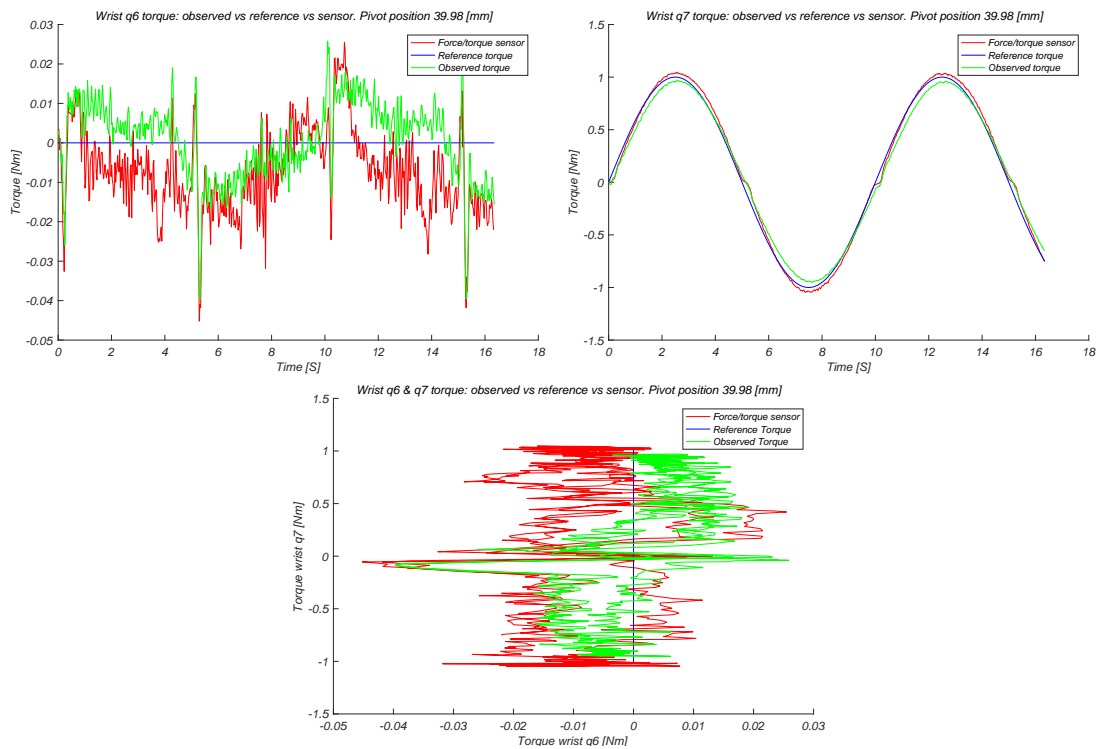 Wrist q6 torque: observed vs reference vs sensor. Pivot position 39.98 [mm]
0.03
0.02
0.01
0
-0.01
-0.02
-0.03
-0.04
-0.05
Torque [Nm]
Force/torque sensor
Reference torque
Observed torque
0 2 4 6 8 10 12 14 16 18
Time [S]
Wrist q7 torque: observed vs reference vs sensor. Pivot position 39.98 [mm]
1.5
1
0.5
0
-0.5
-1
-1.5
Torque [Nm]
Force/torque sensor
Reference torque
Observed torque
0 2 4 6 8 10 12 14 16 18
Time [S]
Wrist q6 & q7 torque: observed vs reference vs sensor. Pivot position 39.98 [mm]
1.5
1
0.5
0
-0.5
-1
-1.5
Torque wrist q7 [Nm]
Force/torque sensor
Reference Torque
Observed Torque
-0.05 -0.04 -0.03 -0.02 -0.01 0 0.01 0.02 0.03
Torque wrist q6 [Nm]